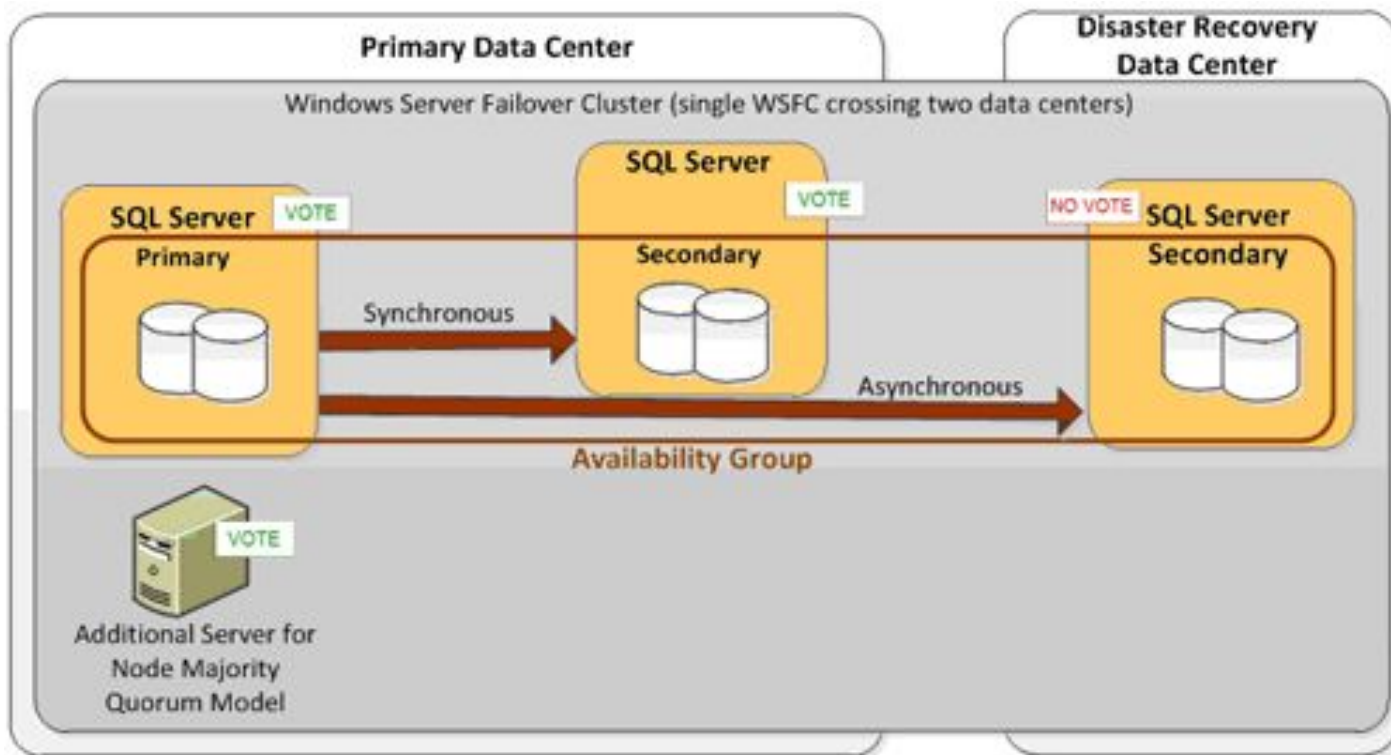 Primary Data Center
Disaster Recovery
Data Center
Windows Server Failover Cluster (single WSFC crossing two data centers)
SQL Server
VOTE
Primary
SQL Server
VOTE
Secondary
NO VOTE
SQL Server
Secondary
Synchronous
Asynchronous
Availability Group
VOTE
Additional Server for
Node Majority
Quorum Model